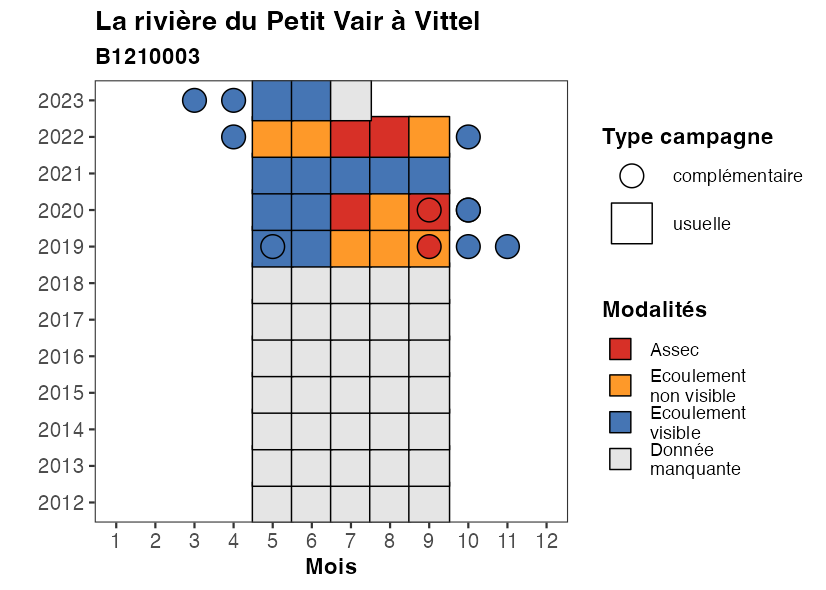 La rivière du Petit Vair à Vittel
B1210003
2023
2022
2021
2020
2019
2018
2017
2016
2015
2014
2013
2012
1 2 3 4 5 6 7 8 9 10 11 12
Mois
Type campagne
complémentaire
usuelle
Modalités
Assec
Ecoulement
non visible
Ecoulement
visible
Donnée
manquante